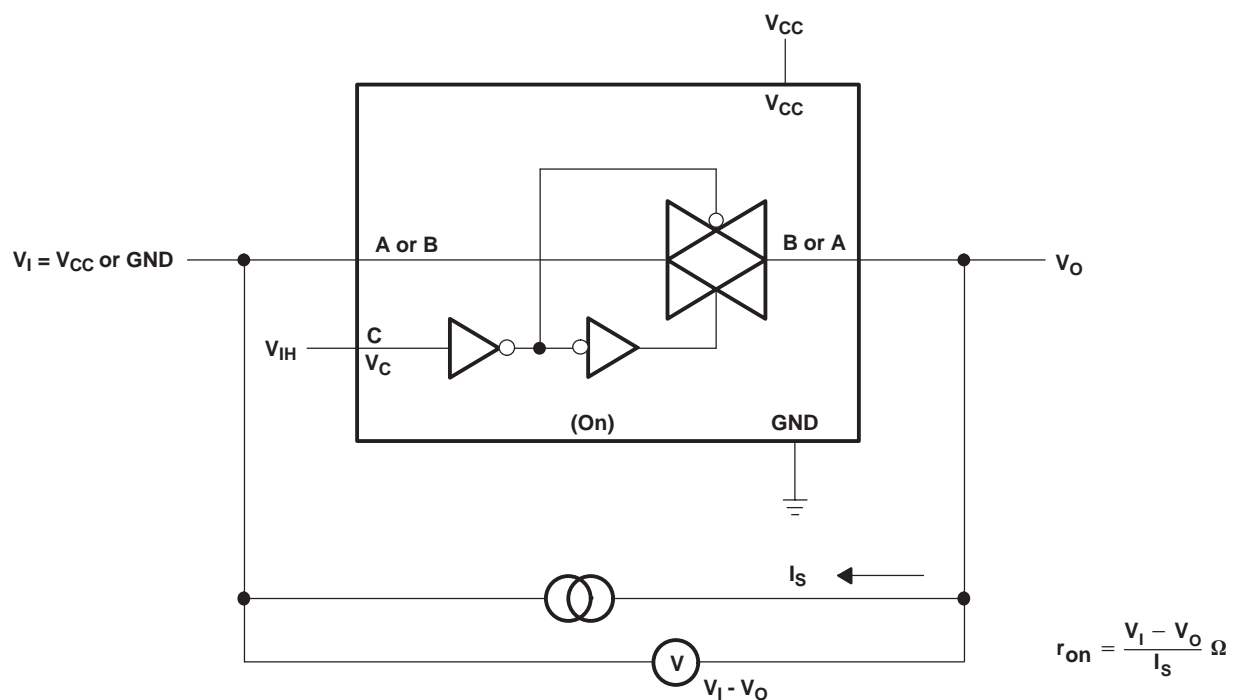 VCC
VCC
A or B
B or A
VI = VCC or GND
VO
C
VIH
VC
(On)
GND
IS
V
VI - VO
ron = VI − VO / IS Ω